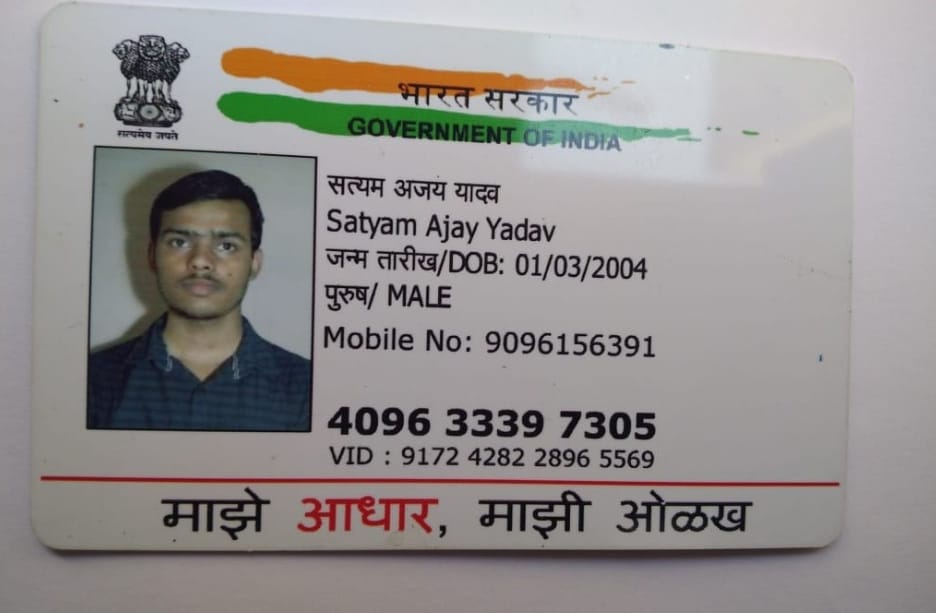 सत्यमेव जयते
भारत सरकार
GOVERNMENT OF INDIA
सत्यम अजय यादव
Satyam Ajay Yadav
जन्म तारीख/DOB: 01/03/2004
पुरुष/ MALE
Mobile No: 9096156391
4096 3339 7305
VID : 9172 4282 2896 5569
माझे आधार, माझी ओळख